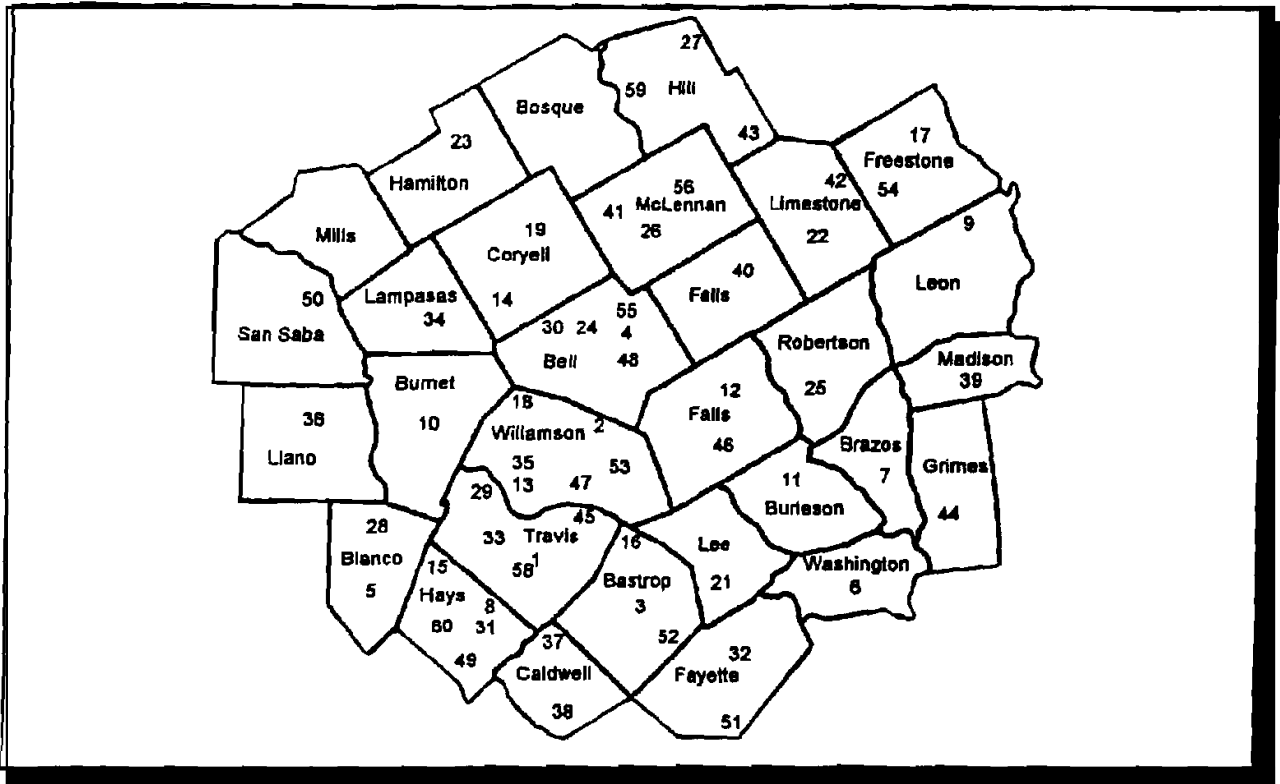 27
59 Hill
Bosque
43
17
Freestone
54
23
Hamilton
42
Limestone
22
56
41 McLennan
26
9
Leon
19
Coryell
14
Mills
40
Falls
50
San Saba
Lampasas
34
55
30 24 4
Bell 48
Robertson
25
Madison
39
Burnet
10
36
Llano
12
Falls
46
18
Williamson 2
35 53
13 47
Brazos
7
Grimes
44
11
Burleson
29
45
33 Travis
1
58
16
Lee
21
Washington
6
28
Blanco
5
15
Hays
8
60 31
49
Bastrop
3
52
37
Caldwell
38
32
Fayette
51